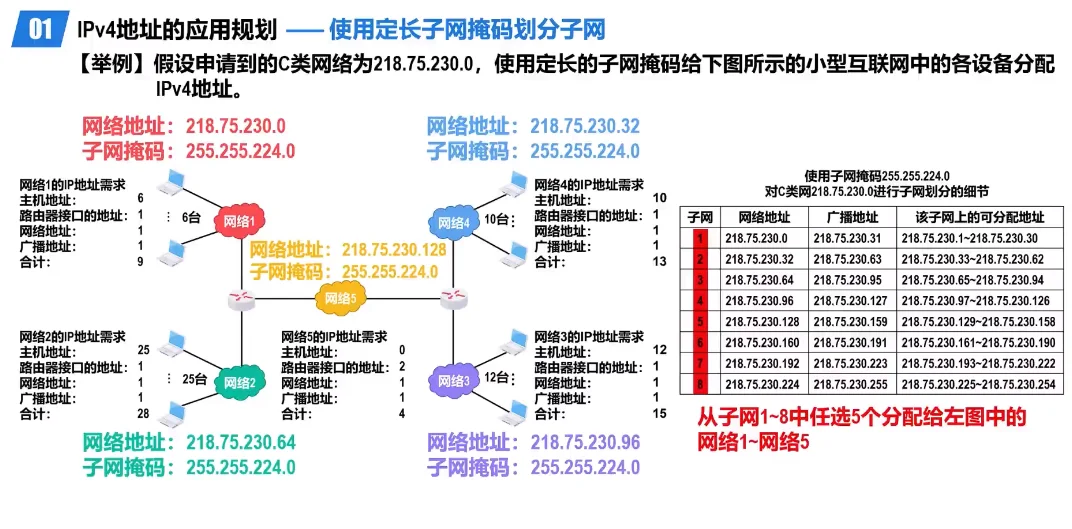 01 IPv4地址的应用规划 —— 使用定长子网掩码划分子网
【举例】假设申请到的C类网络为218.75.230.0，使用定长的子网掩码给下图所示的小型互联网中的各设备分配
IPv4地址。
网络地址：218.75.230.0
子网掩码：255.255.224.0
网络地址：218.75.230.32
子网掩码：255.255.224.0
网络1的IP地址需求
主机地址： 6
路由器接口的地址： 1
网络地址： 1
广播地址： 1
合计： 9
6台
网络1
网络4的IP地址需求
主机地址： 10
路由器接口的地址： 1
网络地址： 1
广播地址： 1
合计： 13
10台
网络4
网络地址：218.75.230.128
子网掩码：255.255.224.0
网络5
网络2的IP地址需求
主机地址： 25
路由器接口的地址： 1
网络地址： 1
广播地址： 1
合计： 28
25台
网络2
网络5的IP地址需求
主机地址： 0
路由器接口的地址： 2
网络地址： 1
广播地址： 1
合计： 4
网络3
12台
网络3的IP地址需求
主机地址： 12
路由器接口的地址： 1
网络地址： 1
广播地址： 1
合计： 15
网络地址：218.75.230.64
子网掩码：255.255.224.0
网络地址：218.75.230.96
子网掩码：255.255.224.0
使用子网掩码255.255.224.0
对C类网218.75.230.0进行子网划分的细节
子网 网络地址 广播地址 该子网上的可分配地址
1 218.75.230.0 218.75.230.31 218.75.230.1~218.75.230.30
2 218.75.230.32 218.75.230.63 218.75.230.33~218.75.230.62
3 218.75.230.64 218.75.230.95 218.75.230.65~218.75.230.94
4 218.75.230.96 218.75.230.127 218.75.230.97~218.75.230.126
5 218.75.230.128 218.75.230.159 218.75.230.129~218.75.230.158
6 218.75.230.160 218.75.230.191 218.75.230.161~218.75.230.190
7 218.75.230.192 218.75.230.223 218.75.230.193~218.75.230.222
8 218.75.230.224 218.75.230.255 218.75.230.225~218.75.230.254
从子网1~8中任选5个分配给左图中的
网络1~网络5